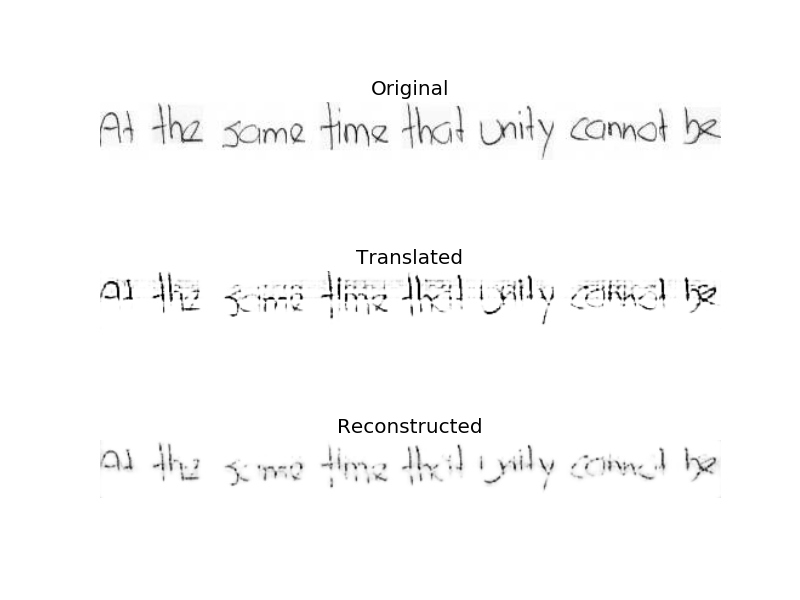 Original
At the same time that unity cannot be
Translated
At the same time that unity cannot be
Reconstructed
At the same time that unity cannot be